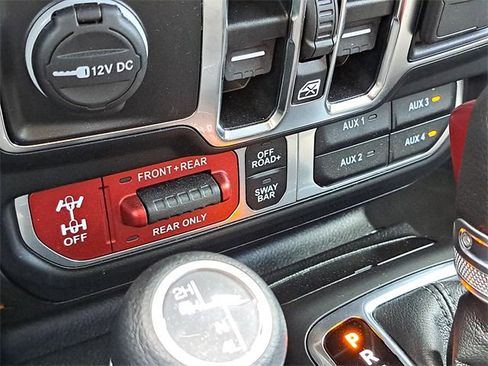 12V DC
AUX 3
AUX 1
AUX 4
AUX 2
OFF
ROAD+
FRONT+REAR
SWAY
BAR
OFF
REAR ONLY
2H
N
P
R